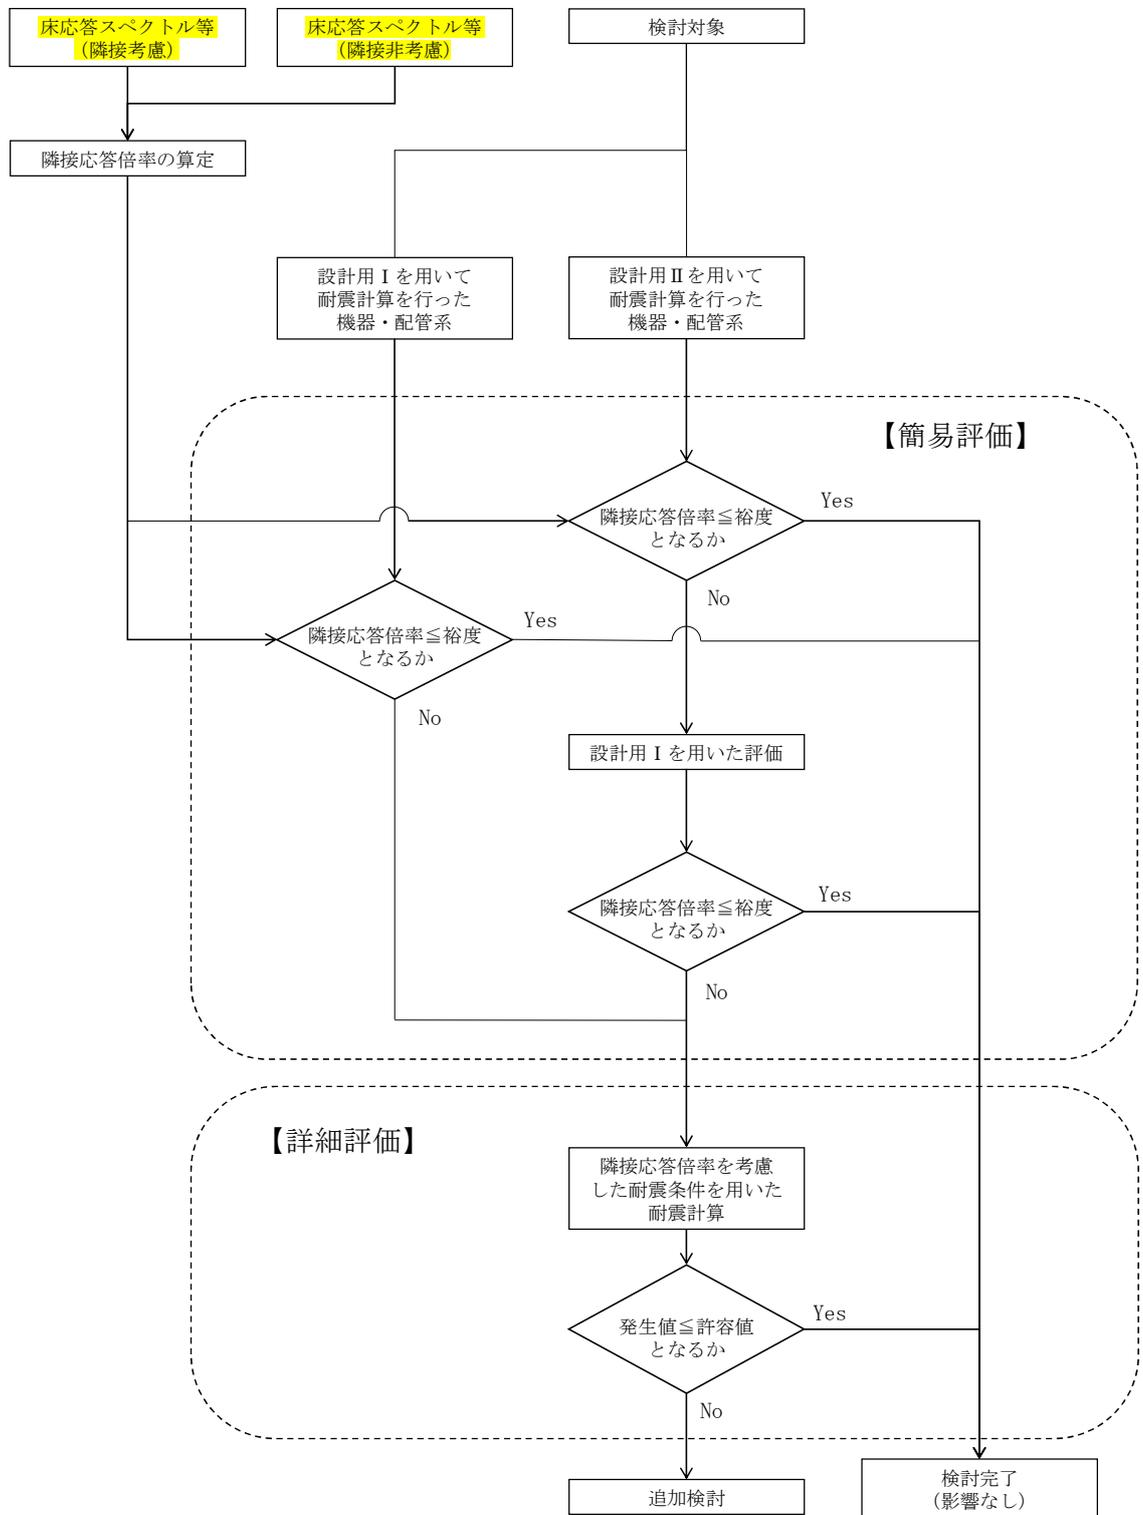 床応答スペクトル等
(隣接考慮)
床応答スペクトル等
(隣接非考慮)
検討対象
隣接応答倍率の算定
設計用Ⅰを用いて
耐震計算を行った
機器・配管系
設計用Ⅱを用いて
耐震計算を行った
機器・配管系
【簡易評価】
隣接応答倍率≦裕度
となるか
Yes
No
隣接応答倍率≦裕度
となるか
Yes
No
設計用Ⅰを用いた評価
隣接応答倍率≦裕度
となるか
Yes
No
【詳細評価】
隣接応答倍率を考慮
した耐震条件を用いた
耐震計算
発生値≦許容値
となるか
Yes
No
追加検討
検討完了
(影響なし)